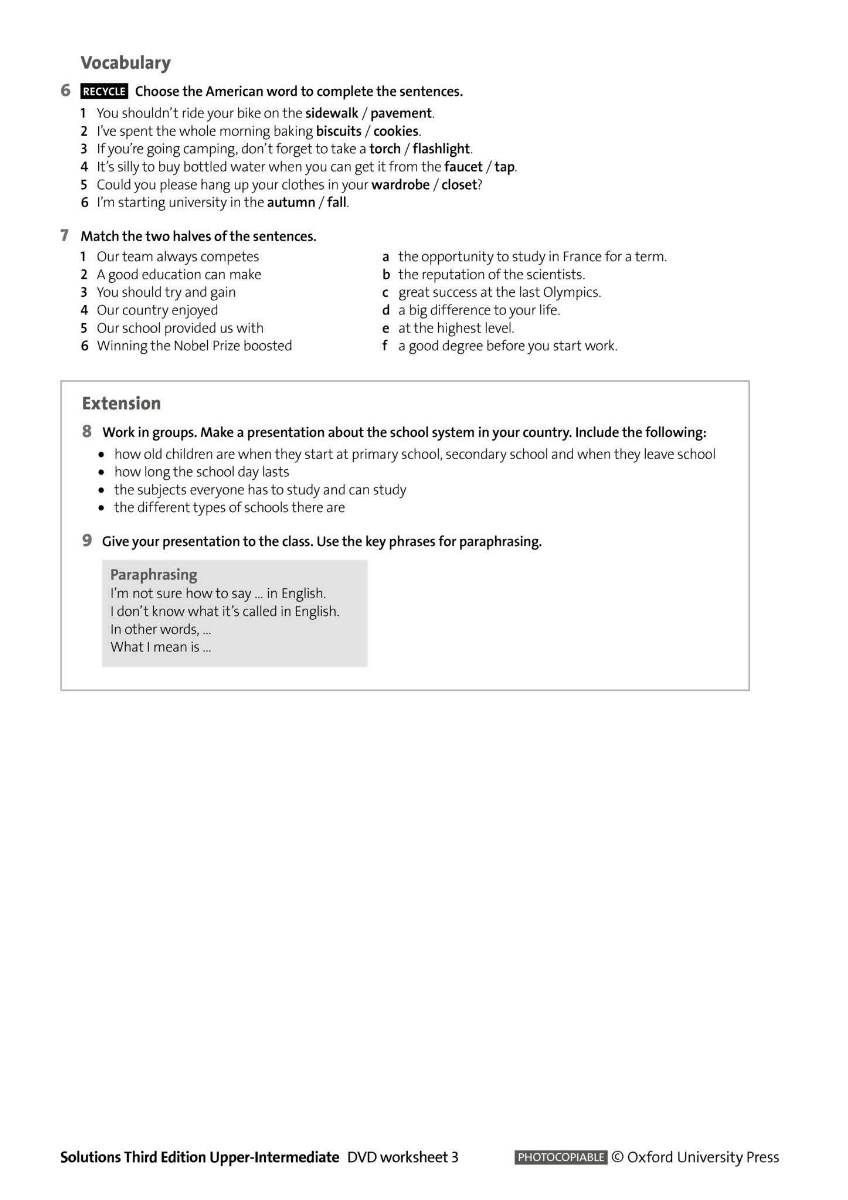 Vocabulary
6 RECYCLE Choose the American word to complete the sentences.
1 You shouldn't ride your bike on the sidewalk / pavement.
2 I've spent the whole morning baking biscuits / cookies.
3 If you're going camping, don't forget to take a torch / flashlight.
4 It's silly to buy bottled water when you can get it from the faucet / tap.
5 Could you please hang up your clothes in your wardrobe / closet?
6 I'm starting university in the autumn / fall.
7 Match the two halves of the sentences.
1 Our team always competes
2 A good education can make
3 You should try and gain
4 Our country enjoyed
5 Our school provided us with
6 Winning the Nobel Prize boosted
a the opportunity to study in France for a term.
b the reputation of the scientists.
c great success at the last Olympics.
d a big difference to your life.
e at the highest level.
f a good degree before you start work.
Extension
8 Work in groups. Make a presentation about the school system in your country. Include the following:
• how old children are when they start at primary school, secondary school and when they leave school
• how long the school day lasts
• the subjects everyone has to study and can study
• the different types of schools there are
9 Give your presentation to the class. Use the key phrases for paraphrasing.
Paraphrasing
I'm not sure how to say ... in English.
I don't know what it's called in English.
In other words, ...
What I mean is ...
Solutions Third Edition Upper-Intermediate DVD worksheet 3 PHOTOCOPIABLE © Oxford University Press